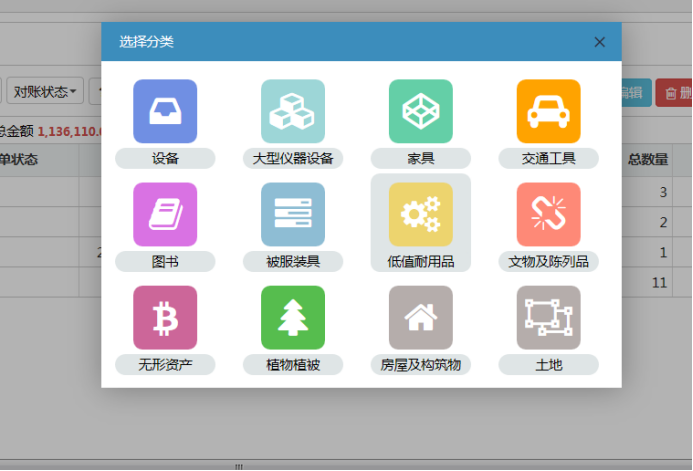 选择分类
对账状态
编辑
总金额 1,136,110.
单状态
总数量
设备
大型仪器设备
家具
交通工具
3
图书
被服装具
低值耐用品
文物及陈列品
2
1
11
无形资产
植物植被
房屋及构筑物
土地